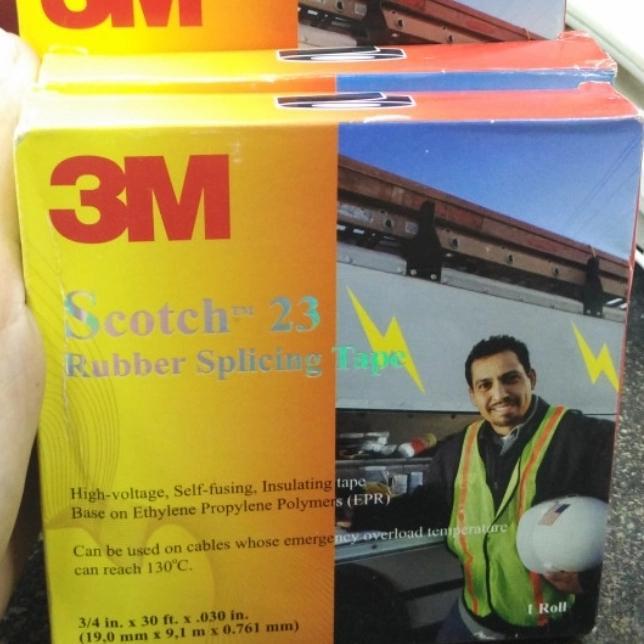 3M
3M
Scotch™ 23
Rubber Splicing Tape
High-voltage, Self-fusing, Insulating tape
Base on Ethylene Propylene Polymers (EPR)
Can be used on cables whose emergency overload temperature
can reach 130°C.
3/4 in. x 30 ft. x .030 in.
(19,0 mm x 9,1 m x 0.761 mm)
1 Roll